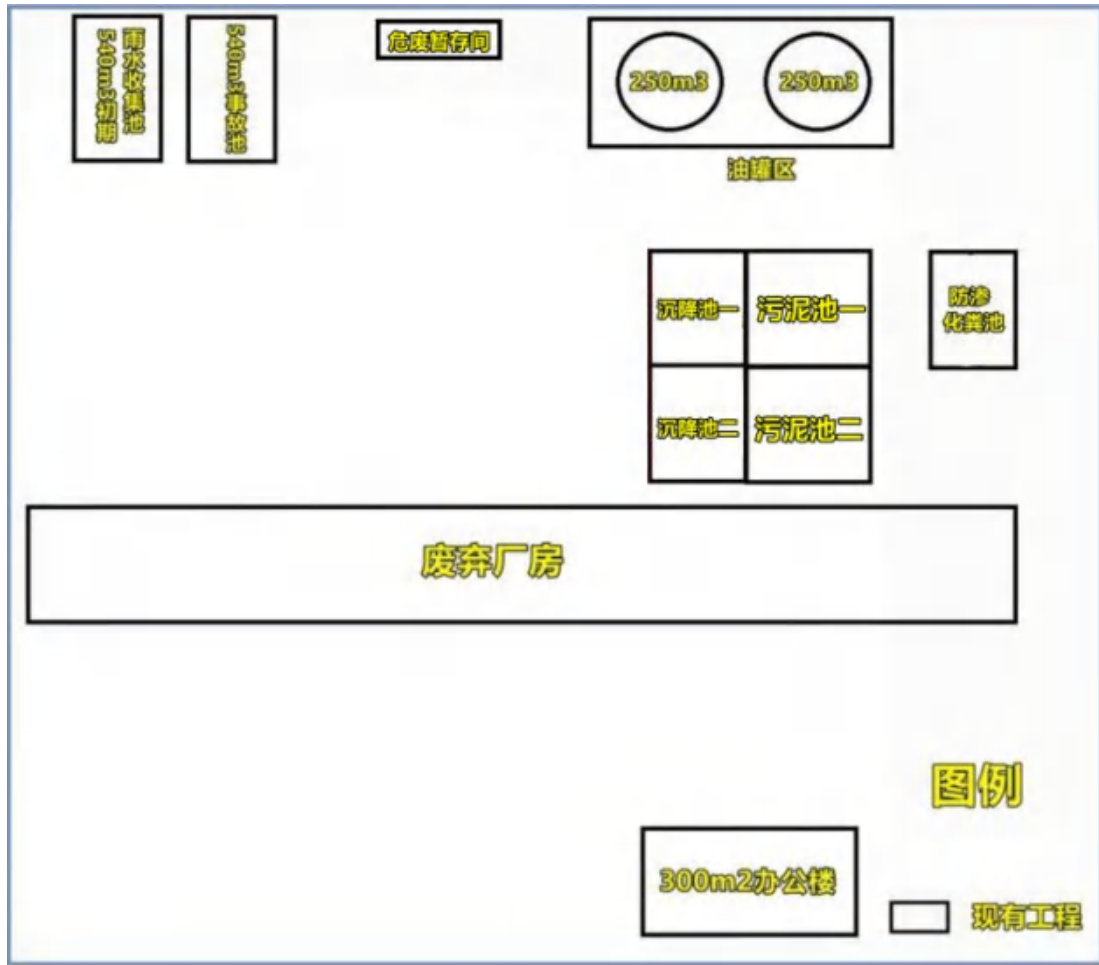 540m3初期
雨水收集池
540m3事故池
危废暂存间
250m3
250m3
油罐区
沉降池一
污泥池一
防渗
化粪池
沉降池二
污泥池二
废弃厂房
图例
300m2办公楼
现有工程